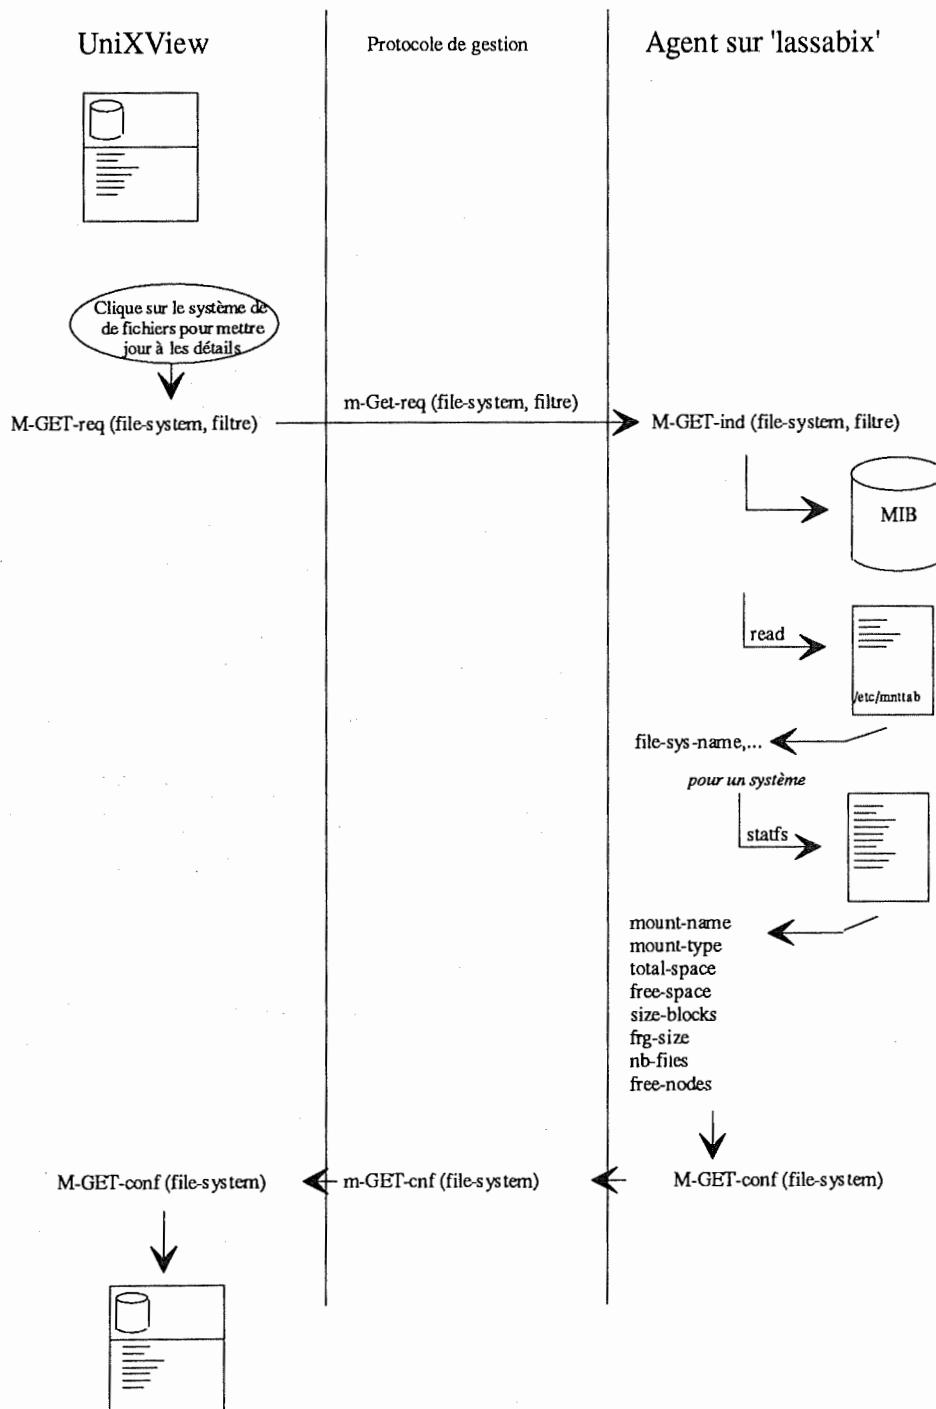 UniXView
Protocole de gestion
Agent sur 'lassabix'
Clique sur le système de
de fichiers pour mettre
jour à les détails
M-GET-req (file-system, filtre)
m-Get-req (file-system, filtre)
M-GET-ind (file-system, filtre)
MIB
read
/etc/mnttab
file-sys-name,...
pour un système
statfs
mount-name
mount-type
total-space
free-space
size-blocks
frg-size
nb-files
free-nodes
M-GET-conf (file-system)
m-GET-cnf (file-system)
M-GET-conf (file-system)